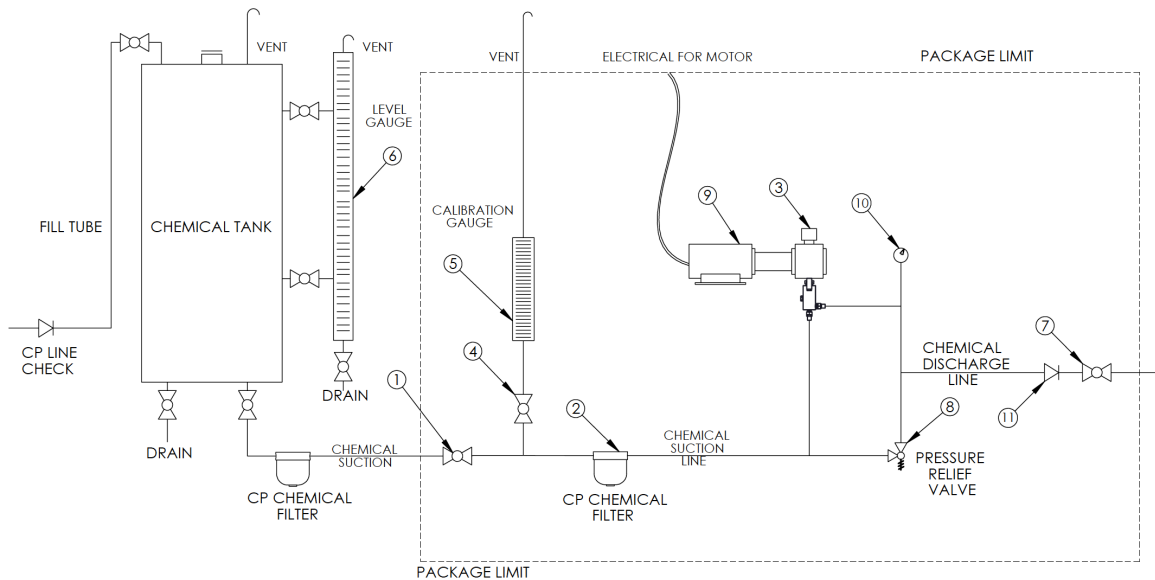 VENT
VENT
LEVEL
GAUGE
6
FILL TUBE
CHEMICAL TANK
CP LINE
CHECK
DRAIN
DRAIN
CHEMICAL
SUCTION
CP CHEMICAL
FILTER
VENT
ELECTRICAL FOR MOTOR
PACKAGE LIMIT
CALIBRATION
GAUGE
5
4
1
2
9
3
10
CHEMICAL
SUCTION
LINE
CP CHEMICAL
FILTER
CHEMICAL
DISCHARGE
LINE
7
11
8
PRESSURE
RELIEF
VALVE
PACKAGE LIMIT